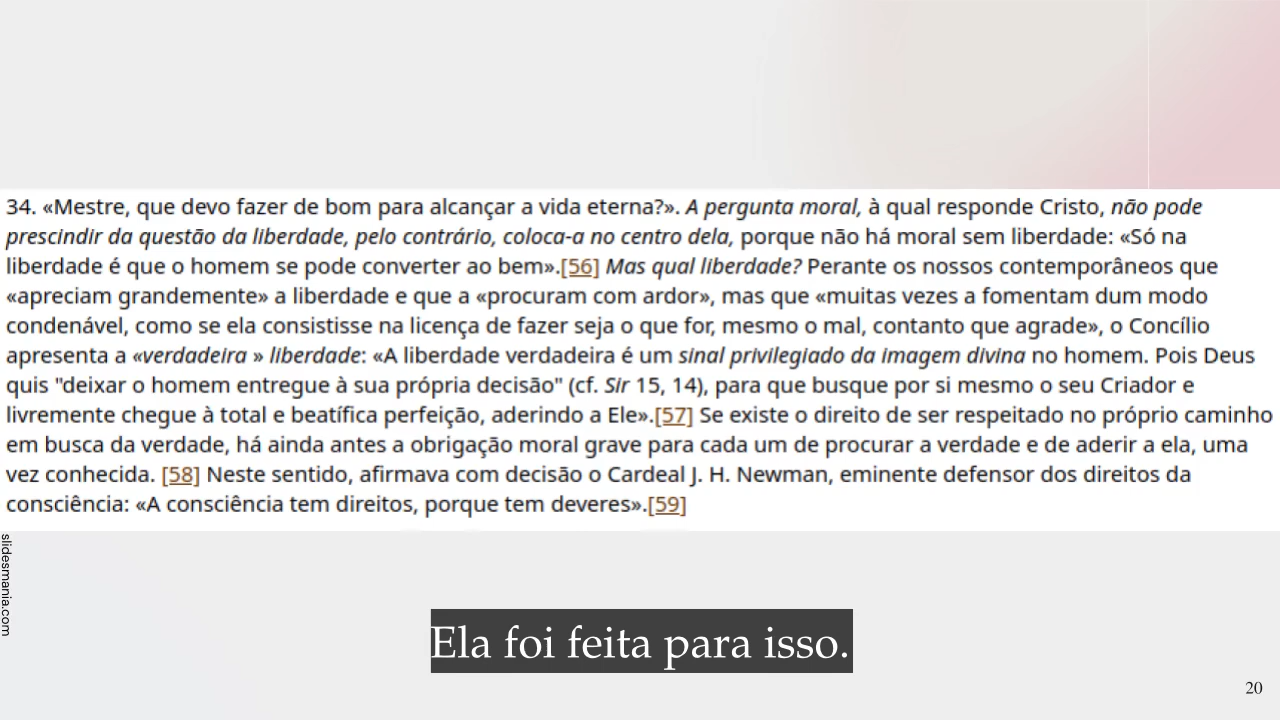 34. «Mestre, que devo fazer de bom para alcançar a vida eterna?». A pergunta moral, à qual responde Cristo, não pode
prescindir da questão da liberdade, pelo contrário, coloca-a no centro dela, porque não há moral sem liberdade: «Só na
liberdade é que o homem se pode converter ao bem».[56] Mas qual liberdade? Perante os nossos contemporâneos que
«apreciam grandemente» a liberdade e que a «procuram com ardor», mas que «muitas vezes a fomentam dum modo
condenável, como se ela consistisse na licença de fazer seja o que for, mesmo o mal, contanto que agrade», o Concílio
apresenta a «verdadeira » liberdade: «A liberdade verdadeira é um sinal privilegiado da imagem divina no homem. Pois Deus
quis "deixar o homem entregue à sua própria decisão" (cf. Sir 15, 14), para que busque por si mesmo o seu Criador e
livremente chegue à total e beatífica perfeição, aderindo a Ele».[57] Se existe o direito de ser respeitado no próprio caminho
em busca da verdade, há ainda antes a obrigação moral grave para cada um de procurar a verdade e de aderir a ela, uma
vez conhecida. [58] Neste sentido, afirmava com decisão o Cardeal J. H. Newman, eminente defensor dos direitos da
consciência: «A consciência tem direitos, porque tem deveres».[59]
slidesmania.com
Ela foi feita para isso.
20